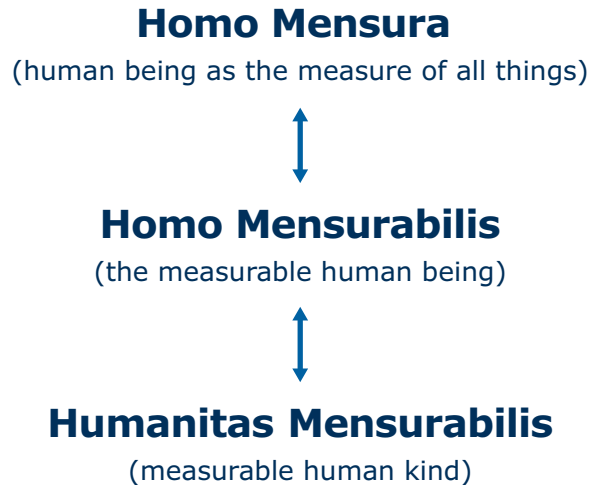 Homo Mensura
(human being as the measure of all things)
Homo Mensurabilis
(the measurable human being)
Humanitas Mensurabilis
(measurable human kind)